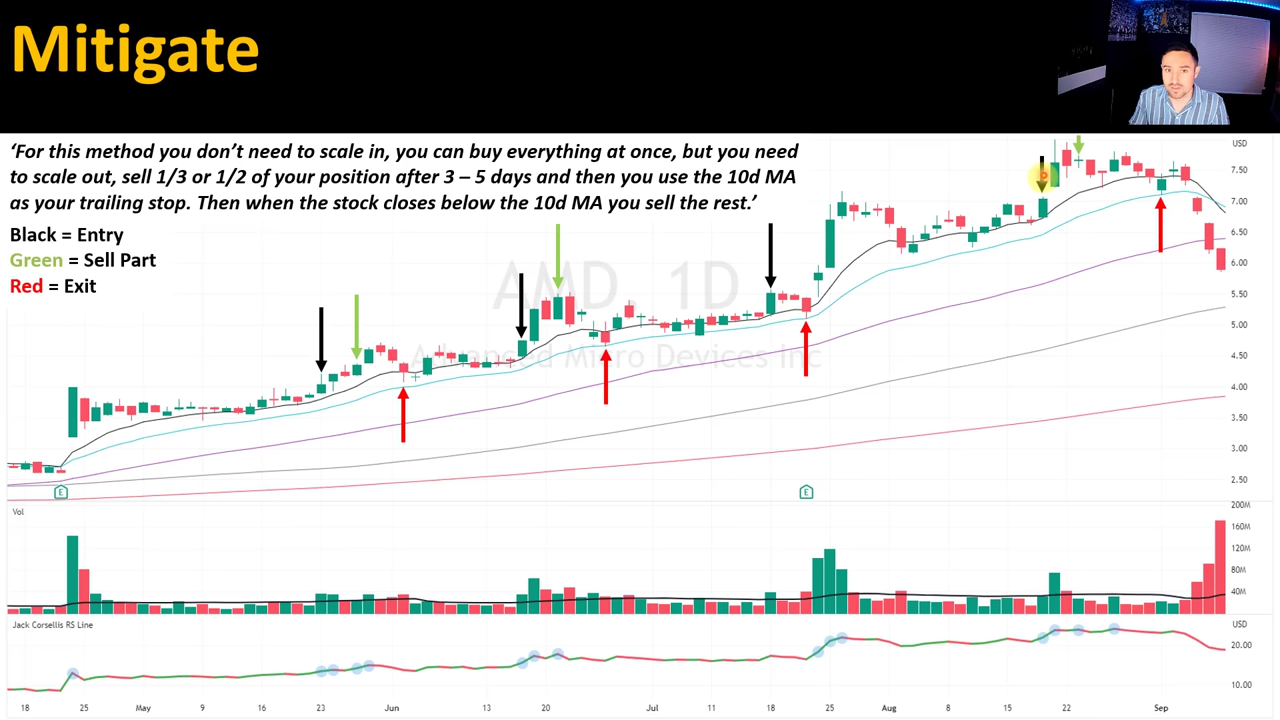 Mitigate
‘For this method you don’t need to scale in, you can buy everything at once, but you need
to scale out, sell 1/3 or 1/2 of your position after 3 – 5 days and then you use the 10d MA
as your trailing stop. Then when the stock closes below the 10d MA you sell the rest.’
Black = Entry
Green = Sell Part
Red = Exit
AMD, 1D
Advanced Micro Devices Inc
USD
7.50
7.00
6.50
6.00
5.50
5.00
4.50
4.00
3.50
3.00
2.50
E
E
Vol
200M
160M
120M
80M
40M
Jack Corsellis RS Line
USD
20.00
10.00
18 25 May 9 16 23 Jun 13 20 Jul 11 18 25 Aug 8 15 22 Sep